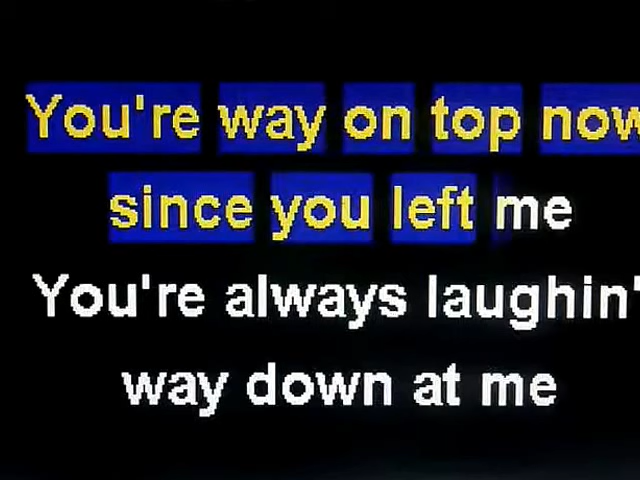 You're way on top now
since you left me
You're always laughin'
way down at me